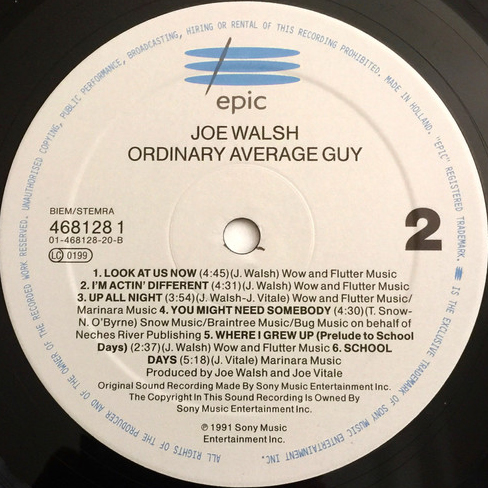 epic
JOE WALSH
ORDINARY AVERAGE GUY
BIEM/STEMRA
468128 1
01-468128-20-B
LC 0199
2
1. LOOK AT US NOW (4:45)(J. Walsh) Wow and Flutter Music
2. I'M ACTIN' DIFFERENT (4:31)(J. Walsh) Wow and Flutter Music
3. UP ALL NIGHT (3:54)(J. Walsh-J. Vitale) Wow and Flutter Music/
Marinara Music 4. YOU MIGHT NEED SOMEBODY (4:30)(T. Snow-
N. O'Byrne) Snow Music/Braintree Music/Bug Music on behalf of
Neches River Publishing 5. WHERE I GREW UP (Prelude to School
Days) (2:37)(J. Walsh) Wow and Flutter Music 6. SCHOOL
DAYS (5:18)(J. Vitale) Marinara Music
Produced by Joe Walsh and Joe Vitale
Original Sound Recording Made By Sony Music Entertainment Inc.
The Copyright In This Sound Recording Is Owned By
Sony Music Entertainment Inc.
℗ 1991 Sony Music
Entertainment Inc.
ALL RIGHTS OF THE PRODUCER AND OF THE OWNER OF THE RECORDED WORK RESERVED. UNAUTHORISED COPYING, PUBLIC PERFORMANCE, BROADCASTING, HIRING OR RENTAL OF THIS RECORDING PROHIBITED. MADE IN HOLLAND. "EPIC" REGISTERED TRADEMARK. IS THE EXCLUSIVE TRADEMARK OF SONY MUSIC ENTERTAINMENT INC.